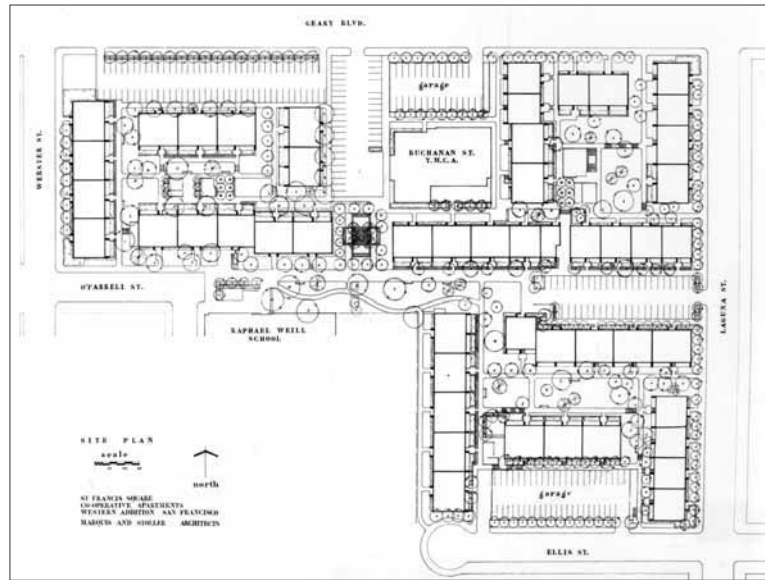 GEARY BLVD.
garage
BUCHANAN ST.
Y.M.C.A.
WEBSTER ST.
O'FARRELL ST.
RAPHAEL WEILL
SCHOOL
LAGUNA ST.
SITE PLAN
scale
north
ST FRANCIS SQUARE
CO-OPERATIVE APARTMENTS
WESTERN ADDITION SAN FRANCISCO
MARQUIS AND STOLLER ARCHITECTS
garage
ELLIS ST.